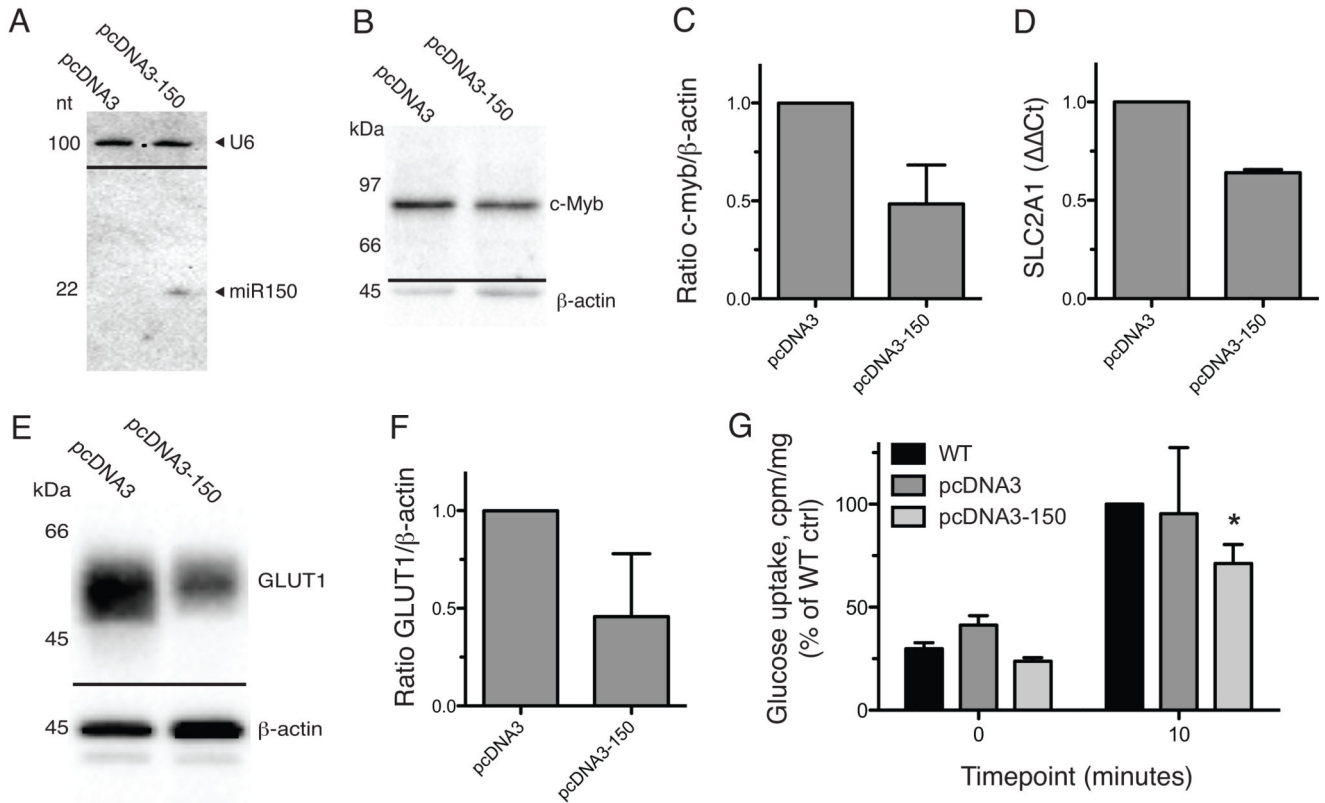 A
pcDNA3
pcDNA3-150
nt
100
U6
22
miR150
B
pcDNA3
pcDNA3-150
kDa
97
c-Myb
66
45
β-actin
C
Ratio c-myb/β-actin
1.0
0.5
0.0
pcDNA3
pcDNA3-150
D
SLC2A1 (ΔΔCt)
1.0
0.5
0.0
pcDNA3
pcDNA3-150
E
pcDNA3
pcDNA3-150
kDa
66
GLUT1
45
45
β-actin
F
Ratio GLUT1/β-actin
1.0
0.5
0.0
pcDNA3
pcDNA3-150
G
Glucose uptake, cpm/mg
(% of WT ctrl)
WT
pcDNA3
pcDNA3-150
100
50
0
*
0
10
Timepoint (minutes)